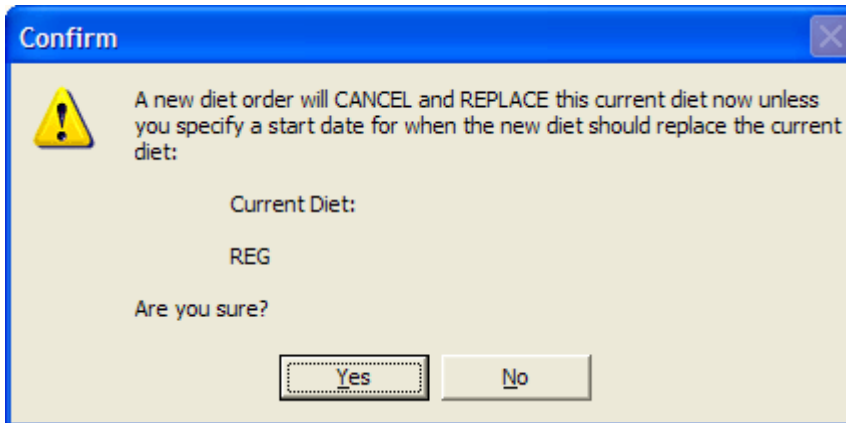 Confirm
A new diet order will CANCEL and REPLACE this current diet now unless
you specify a start date for when the new diet should replace the current
diet:
Current Diet:
REG
Are you sure?
Yes No